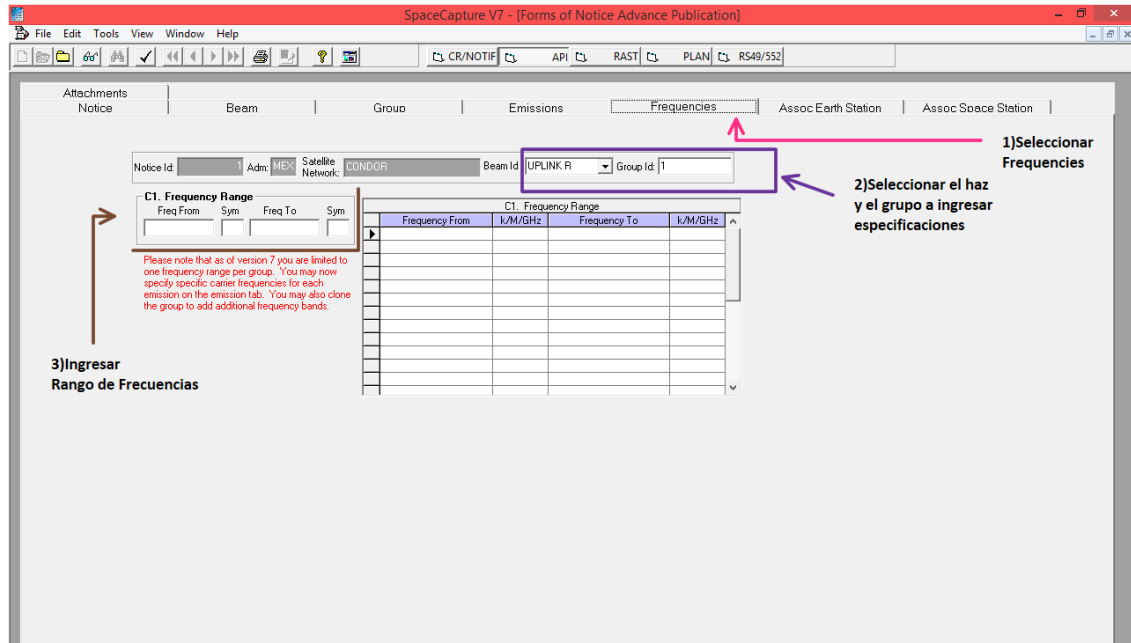 SpaceCapture V7 - [Forms of Notice Advance Publication]
File Edit Tools View Window Help
CR/NOTIF API RAST PLAN RS49/552
Attachments
Notice Beam Group Emissions Frequencies Assoc Earth Station Assoc Space Station
1)Seleccionar
Frequencies
Notice Id: 1 Adm: MEX Satellite Network: CONDOR Beam Id: UPLINK R Group Id: 1
2)Seleccionar el haz
y el grupo a ingresar
especificaciones
C1. Frequency Range
Freq From Sym Freq To Sym
C1. Frequency Range
Frequency From k/M/GHz Frequency To k/M/GHz
Please note that as of version 7 you are limited to
one frequency range per group. You may now
specify specific carrier frequencies for each
emission on the emission tab. You may also clone
the group to add additional frequency bands.
3)Ingresar
Rango de Frecuencias